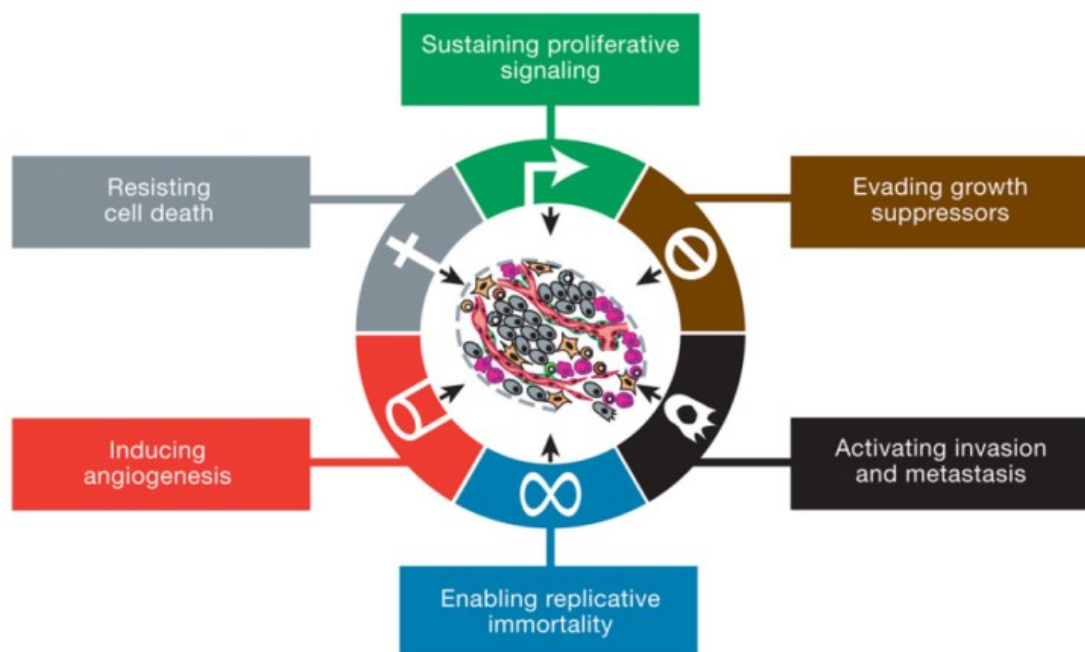 Sustaining proliferative
signaling
Resisting
cell death
Evading growth
suppressors
Inducing
angiogenesis
Activating invasion
and metastasis
Enabling replicative
immortality